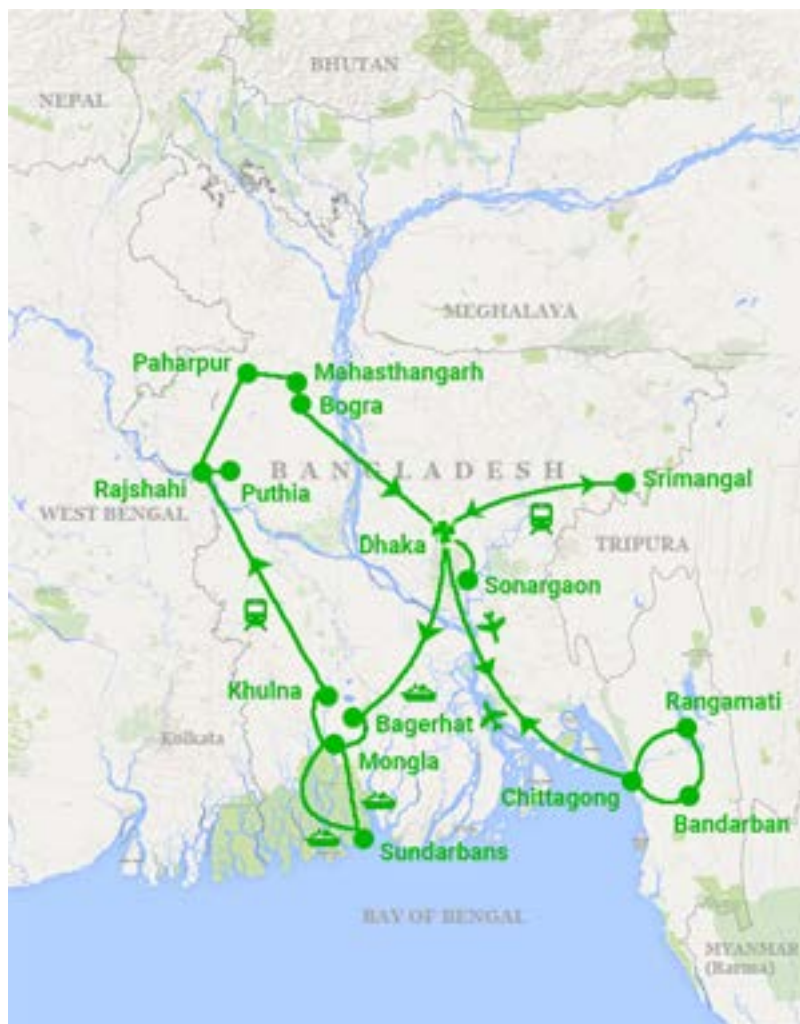 BHUTAN
NEPAL
MEGHALAYA
Paharpur
Mahasthangarh
Bogra
BANGLADESH
Srimangal
Rajshahi
Puthia
WEST BENGAL
Dhaka
TRIPURA
Sonargaon
Khulna
Rangamati
Bagerhat
Kolkata
Mongla
Chittagong
Bandarban
Sundarbans
BAY OF BENGAL
MYANMAR
(Burma)